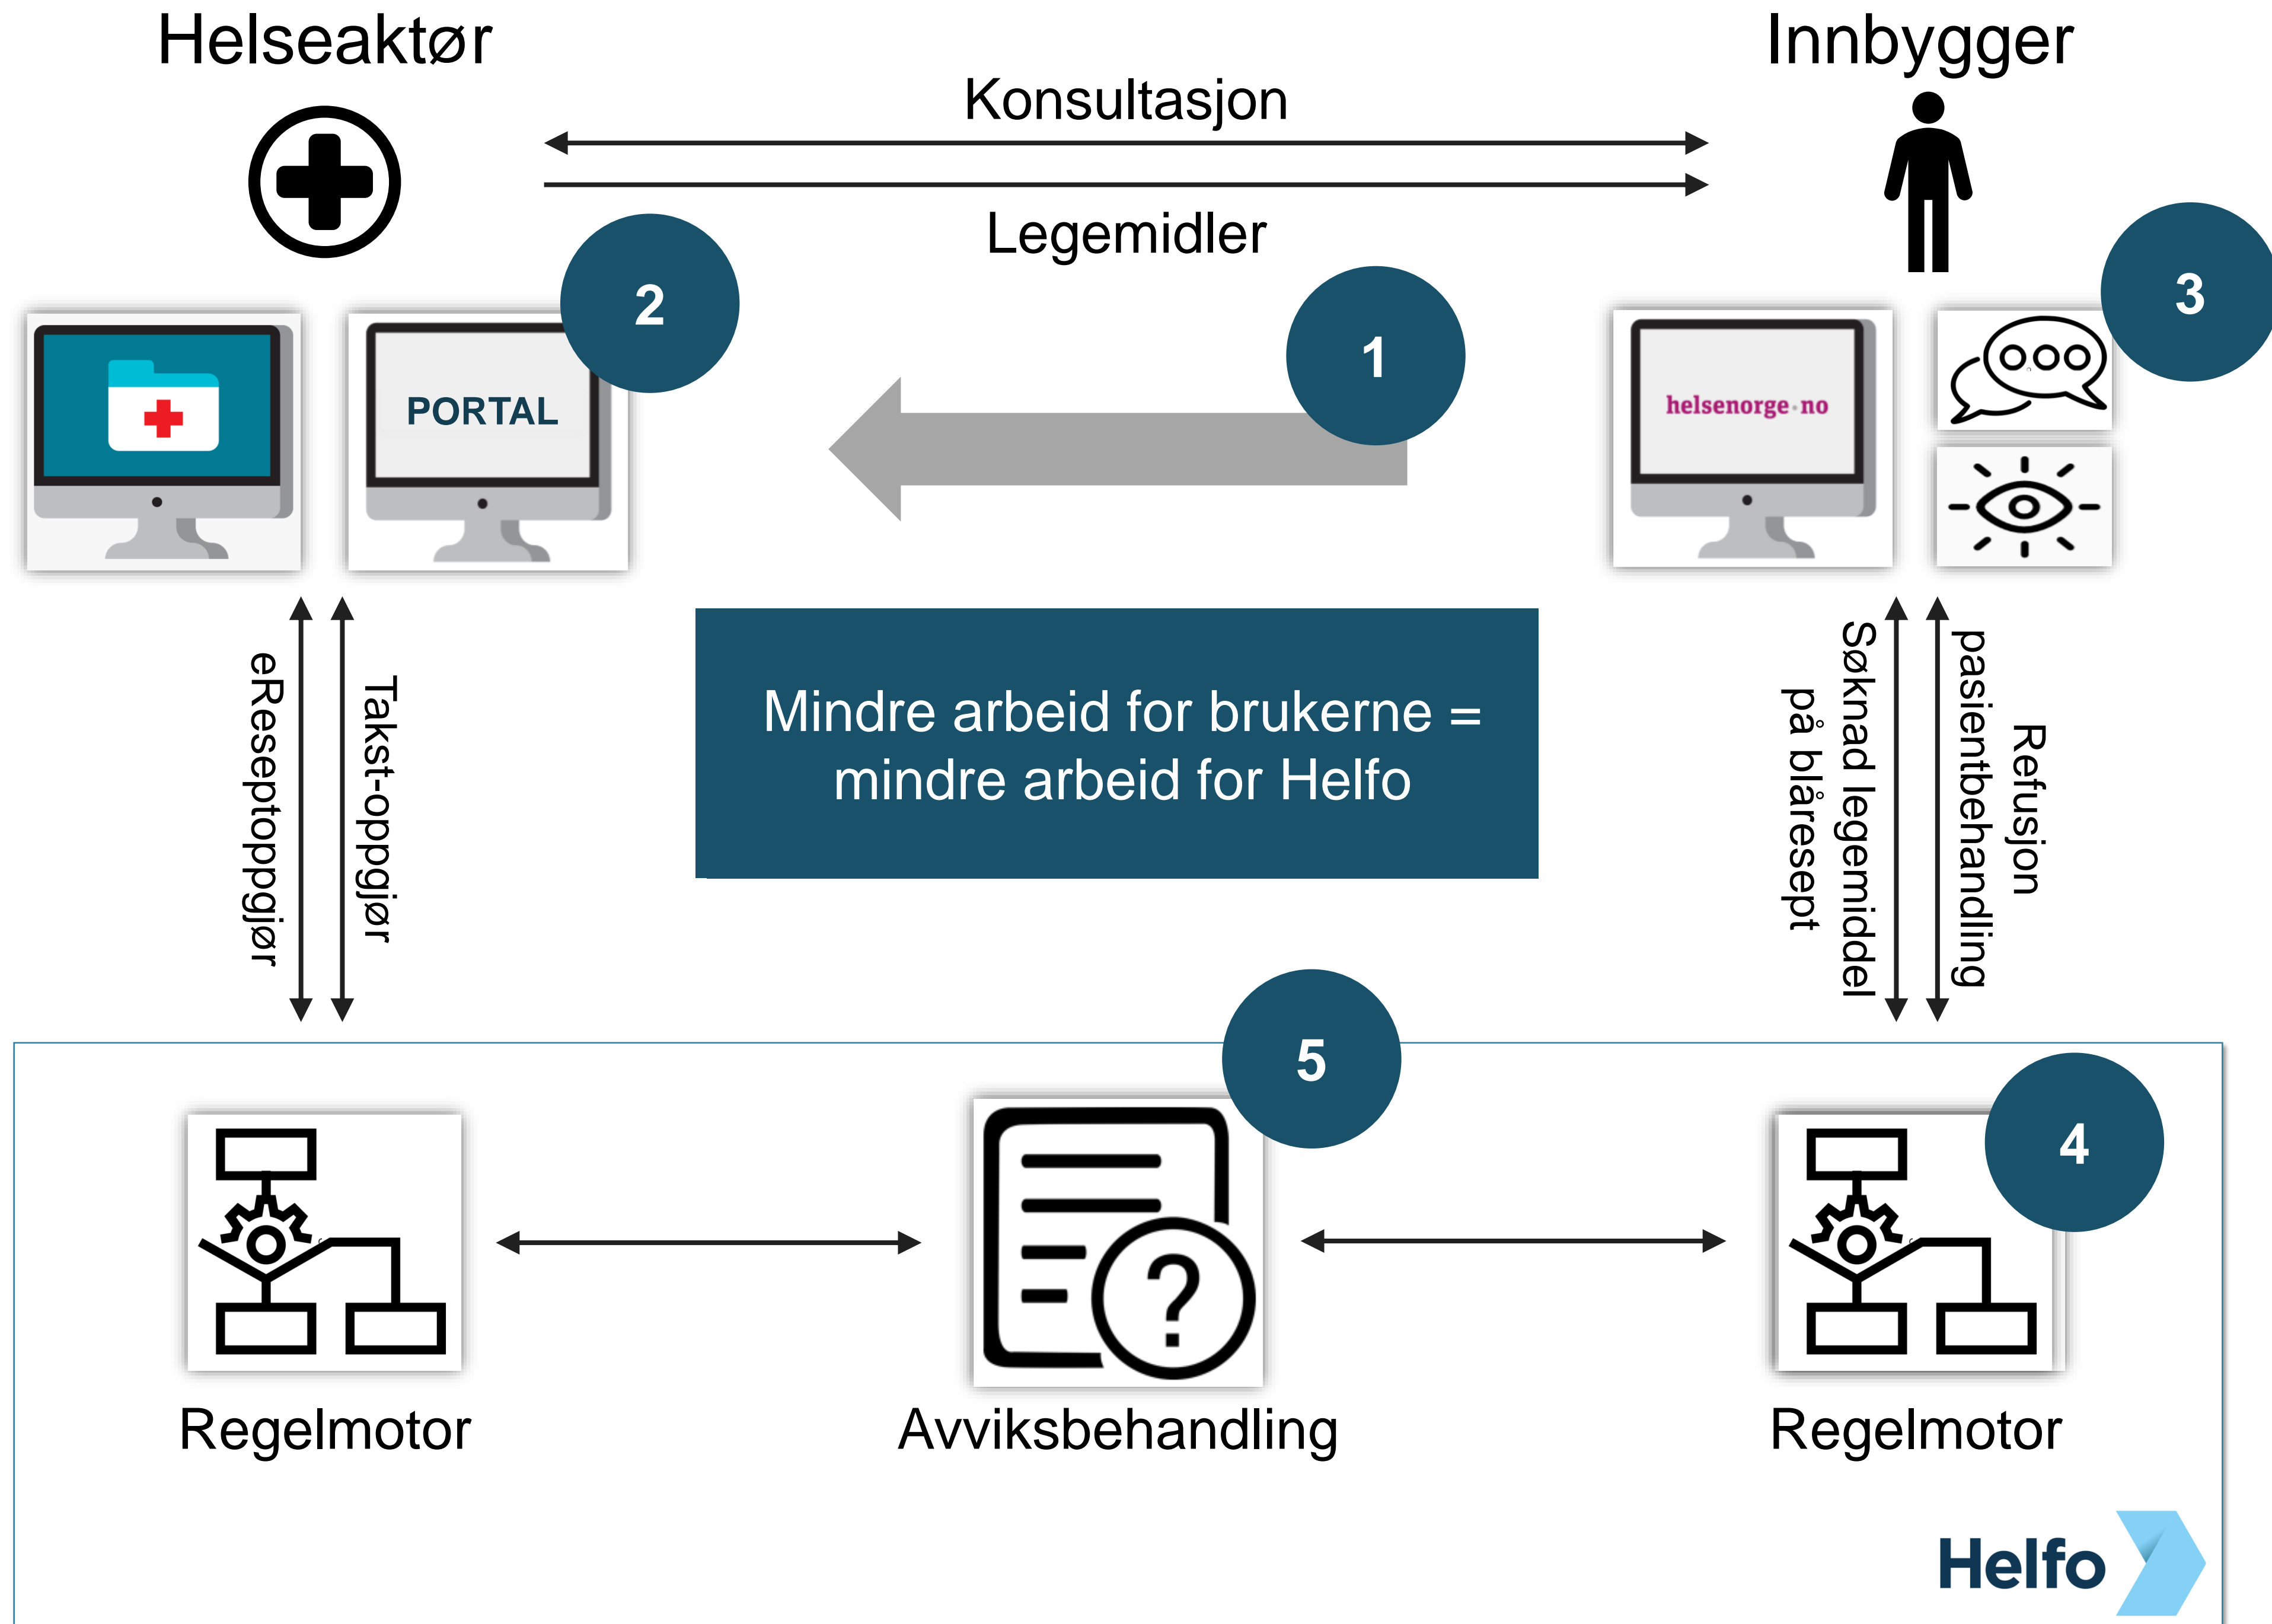 Helseaktør
Innbygger
Konsultasjon
Legemidler
2
1
3
PORTAL
helsenorge.no
eReseptoppgjør
Takst-oppgjør
Mindre arbeid for brukerne =
mindre arbeid for Helfo
Søknad legemiddel
på blåresept
Refusjon
pasientbehandling
5
4
?
Regelmotor
Avviksbehandling
Regelmotor
Helfo